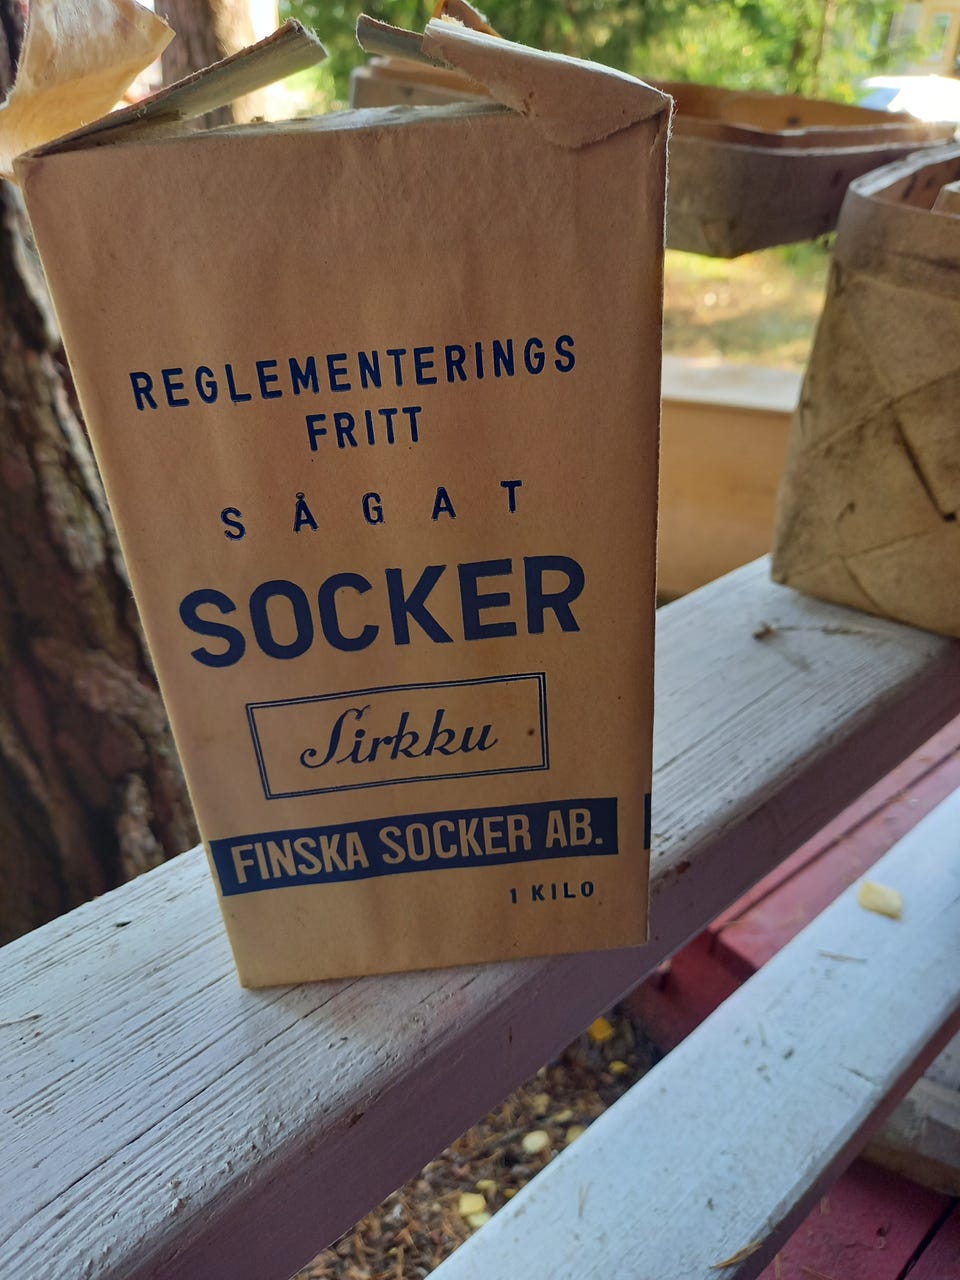 REGLEMENTERINGS
FRITT
SÅGAT
SOCKER
Sirkku
FINSKA SOCKER AB.
1 KILO